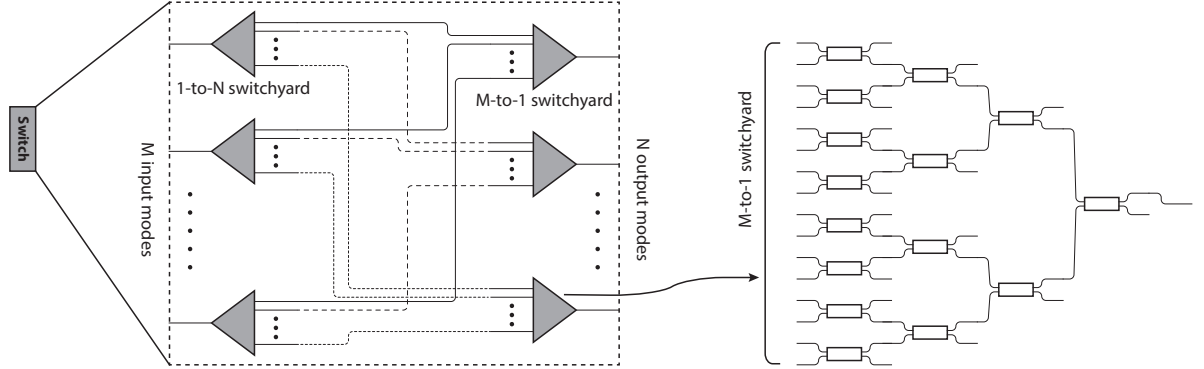 Switch
M input modes
1-to-N switchyard
M-to-1 switchyard
N output modes
M-to-1 switchyard